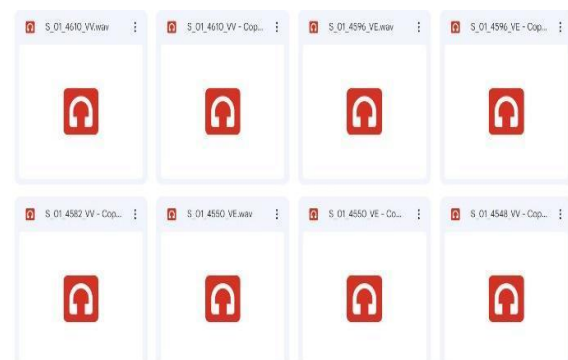 S_01_4610_VV.wav
S_01_4610_VV - Cop...
S_01_4596_VE.wav
S_01_4596_VE - Cop...
S_01_4582_VV - Cop...
S_01_4550_VE.wav
S_01_4550_VE - Co...
S_01_4548_VV - Cop...